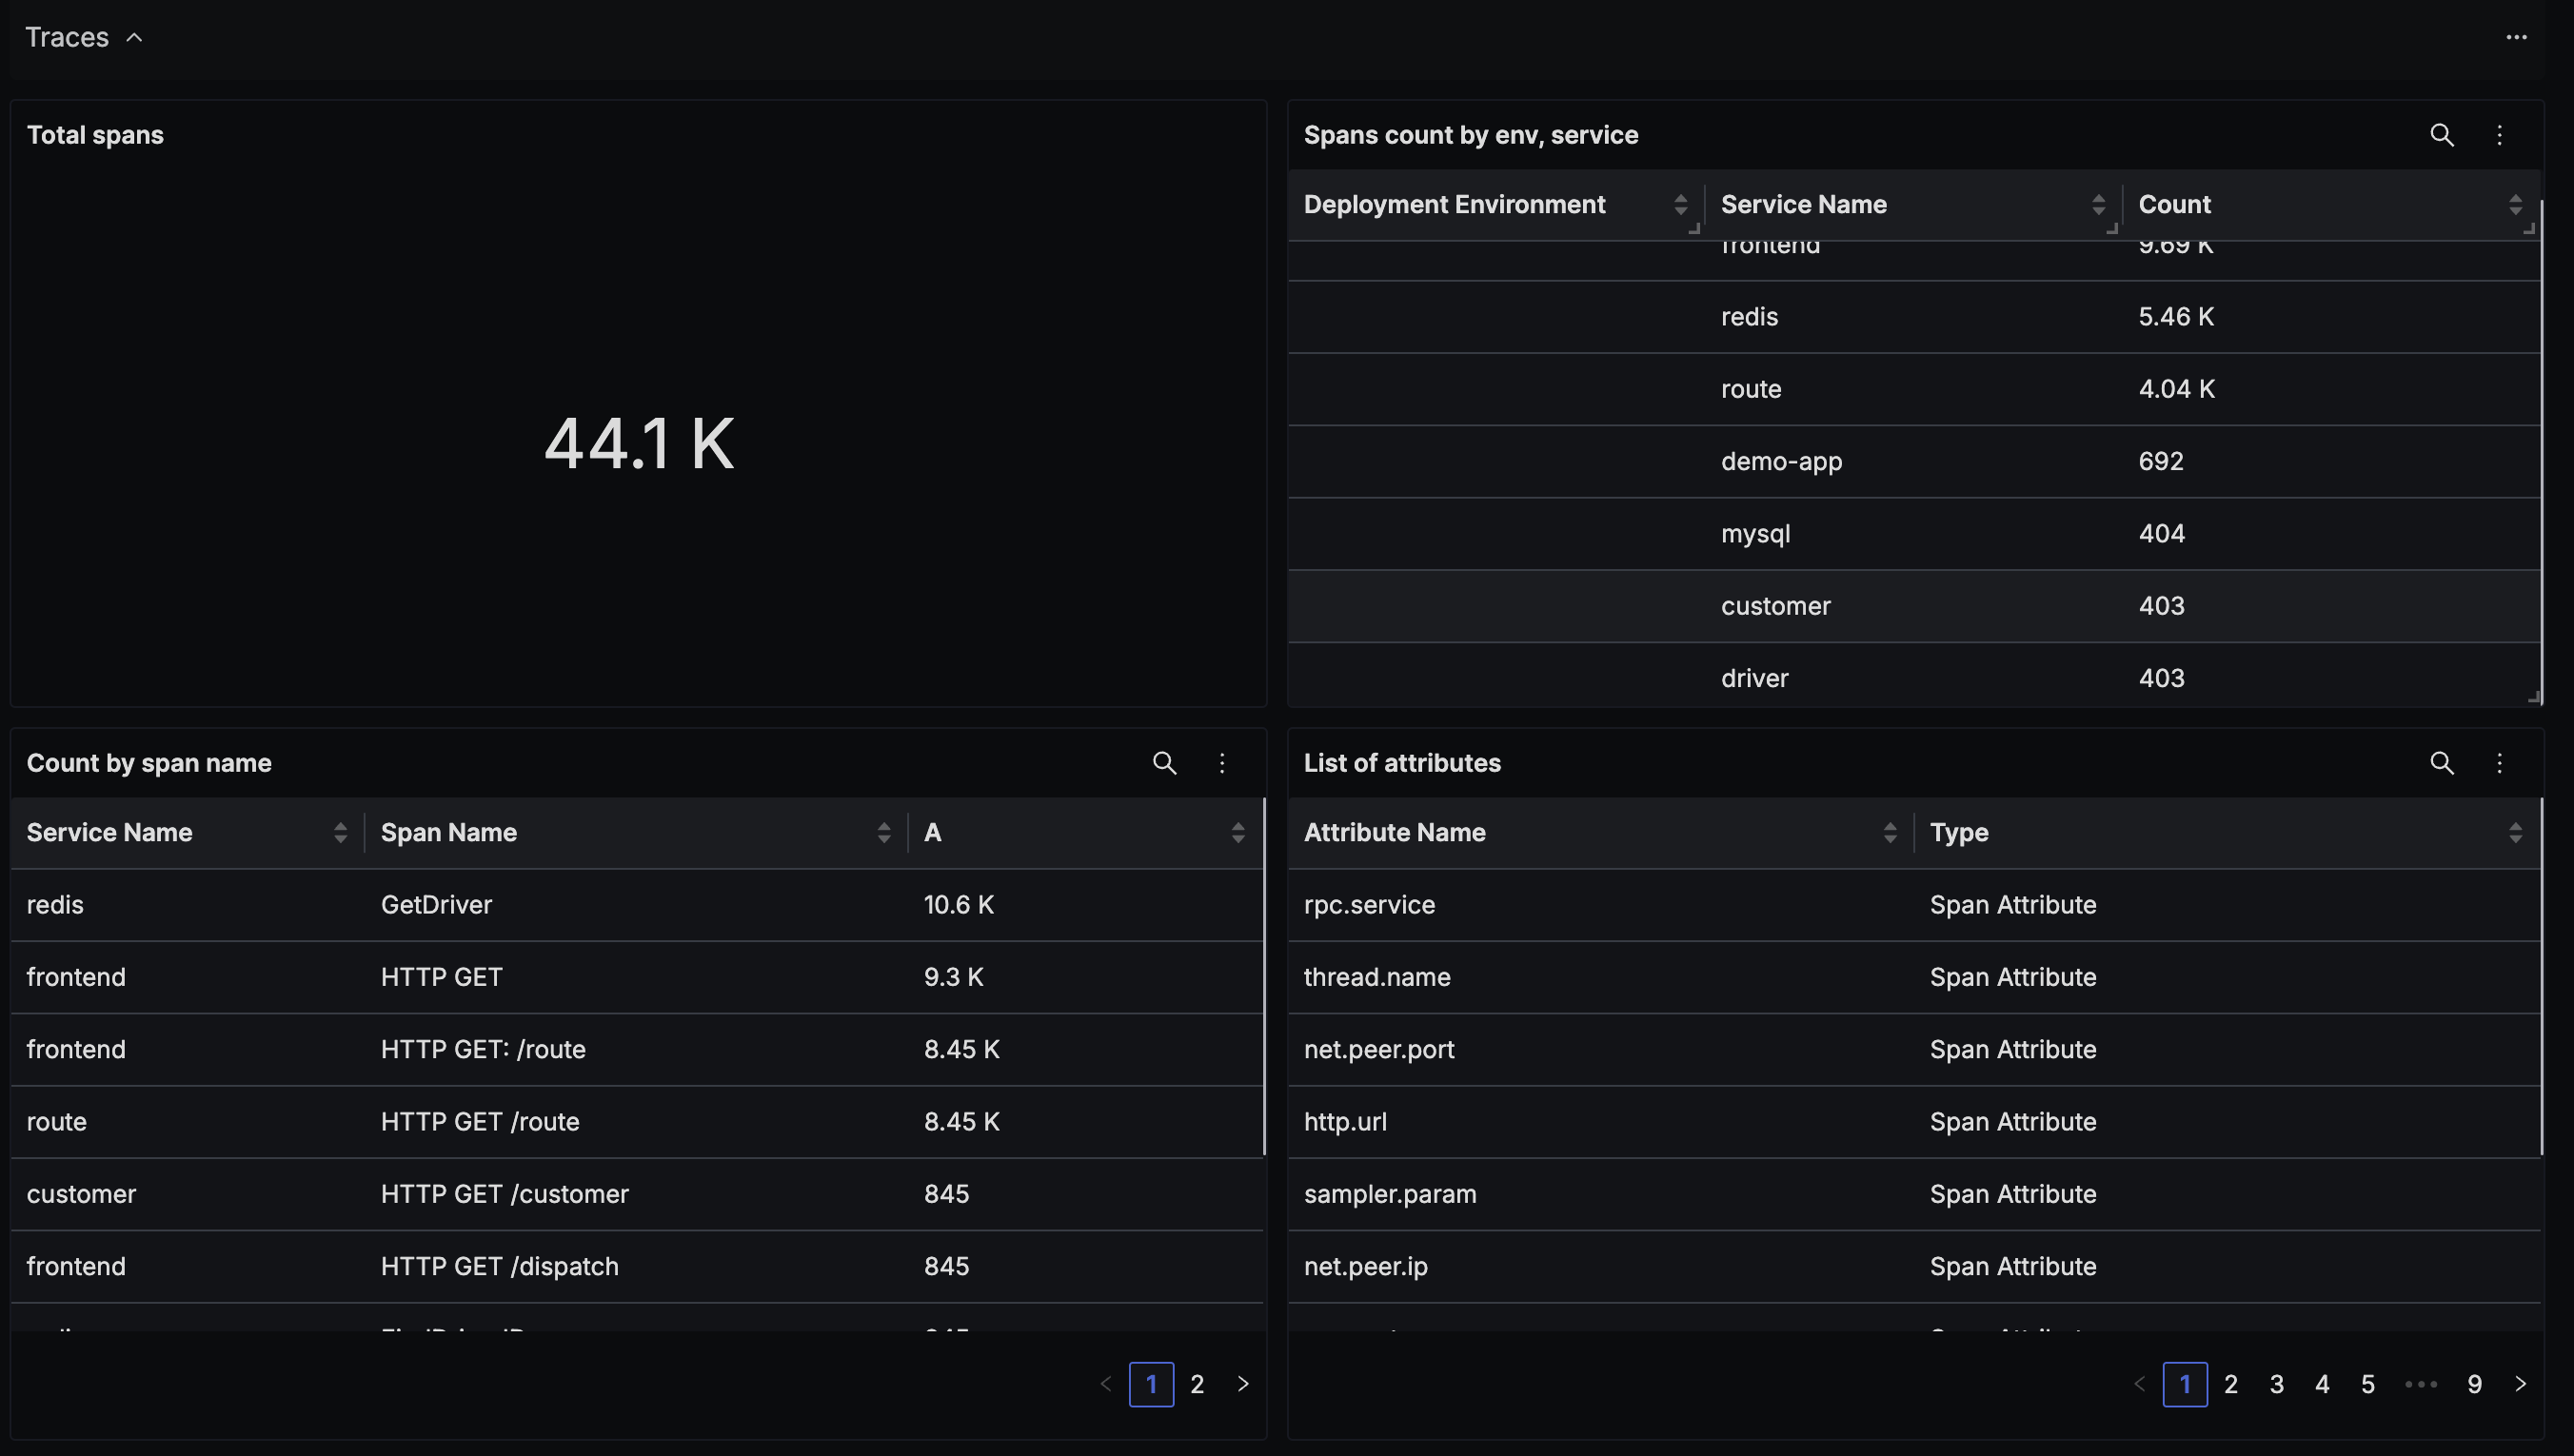 Traces
Total spans
44.1 K
Spans count by env, service
Deployment Environment Service Name Count
frontend 9.69 K
redis 5.46 K
route 4.04 K
demo-app 692
mysql 404
customer 403
driver 403
Count by span name
Service Name Span Name A
redis GetDriver 10.6 K
frontend HTTP GET 9.3 K
frontend HTTP GET: /route 8.45 K
route HTTP GET /route 8.45 K
customer HTTP GET /customer 845
frontend HTTP GET /dispatch 845
1 2
List of attributes
Attribute Name Type
rpc.service Span Attribute
thread.name Span Attribute
net.peer.port Span Attribute
http.url Span Attribute
sampler.param Span Attribute
net.peer.ip Span Attribute
Span Attribute
1 2 3 4 5 ••• 9